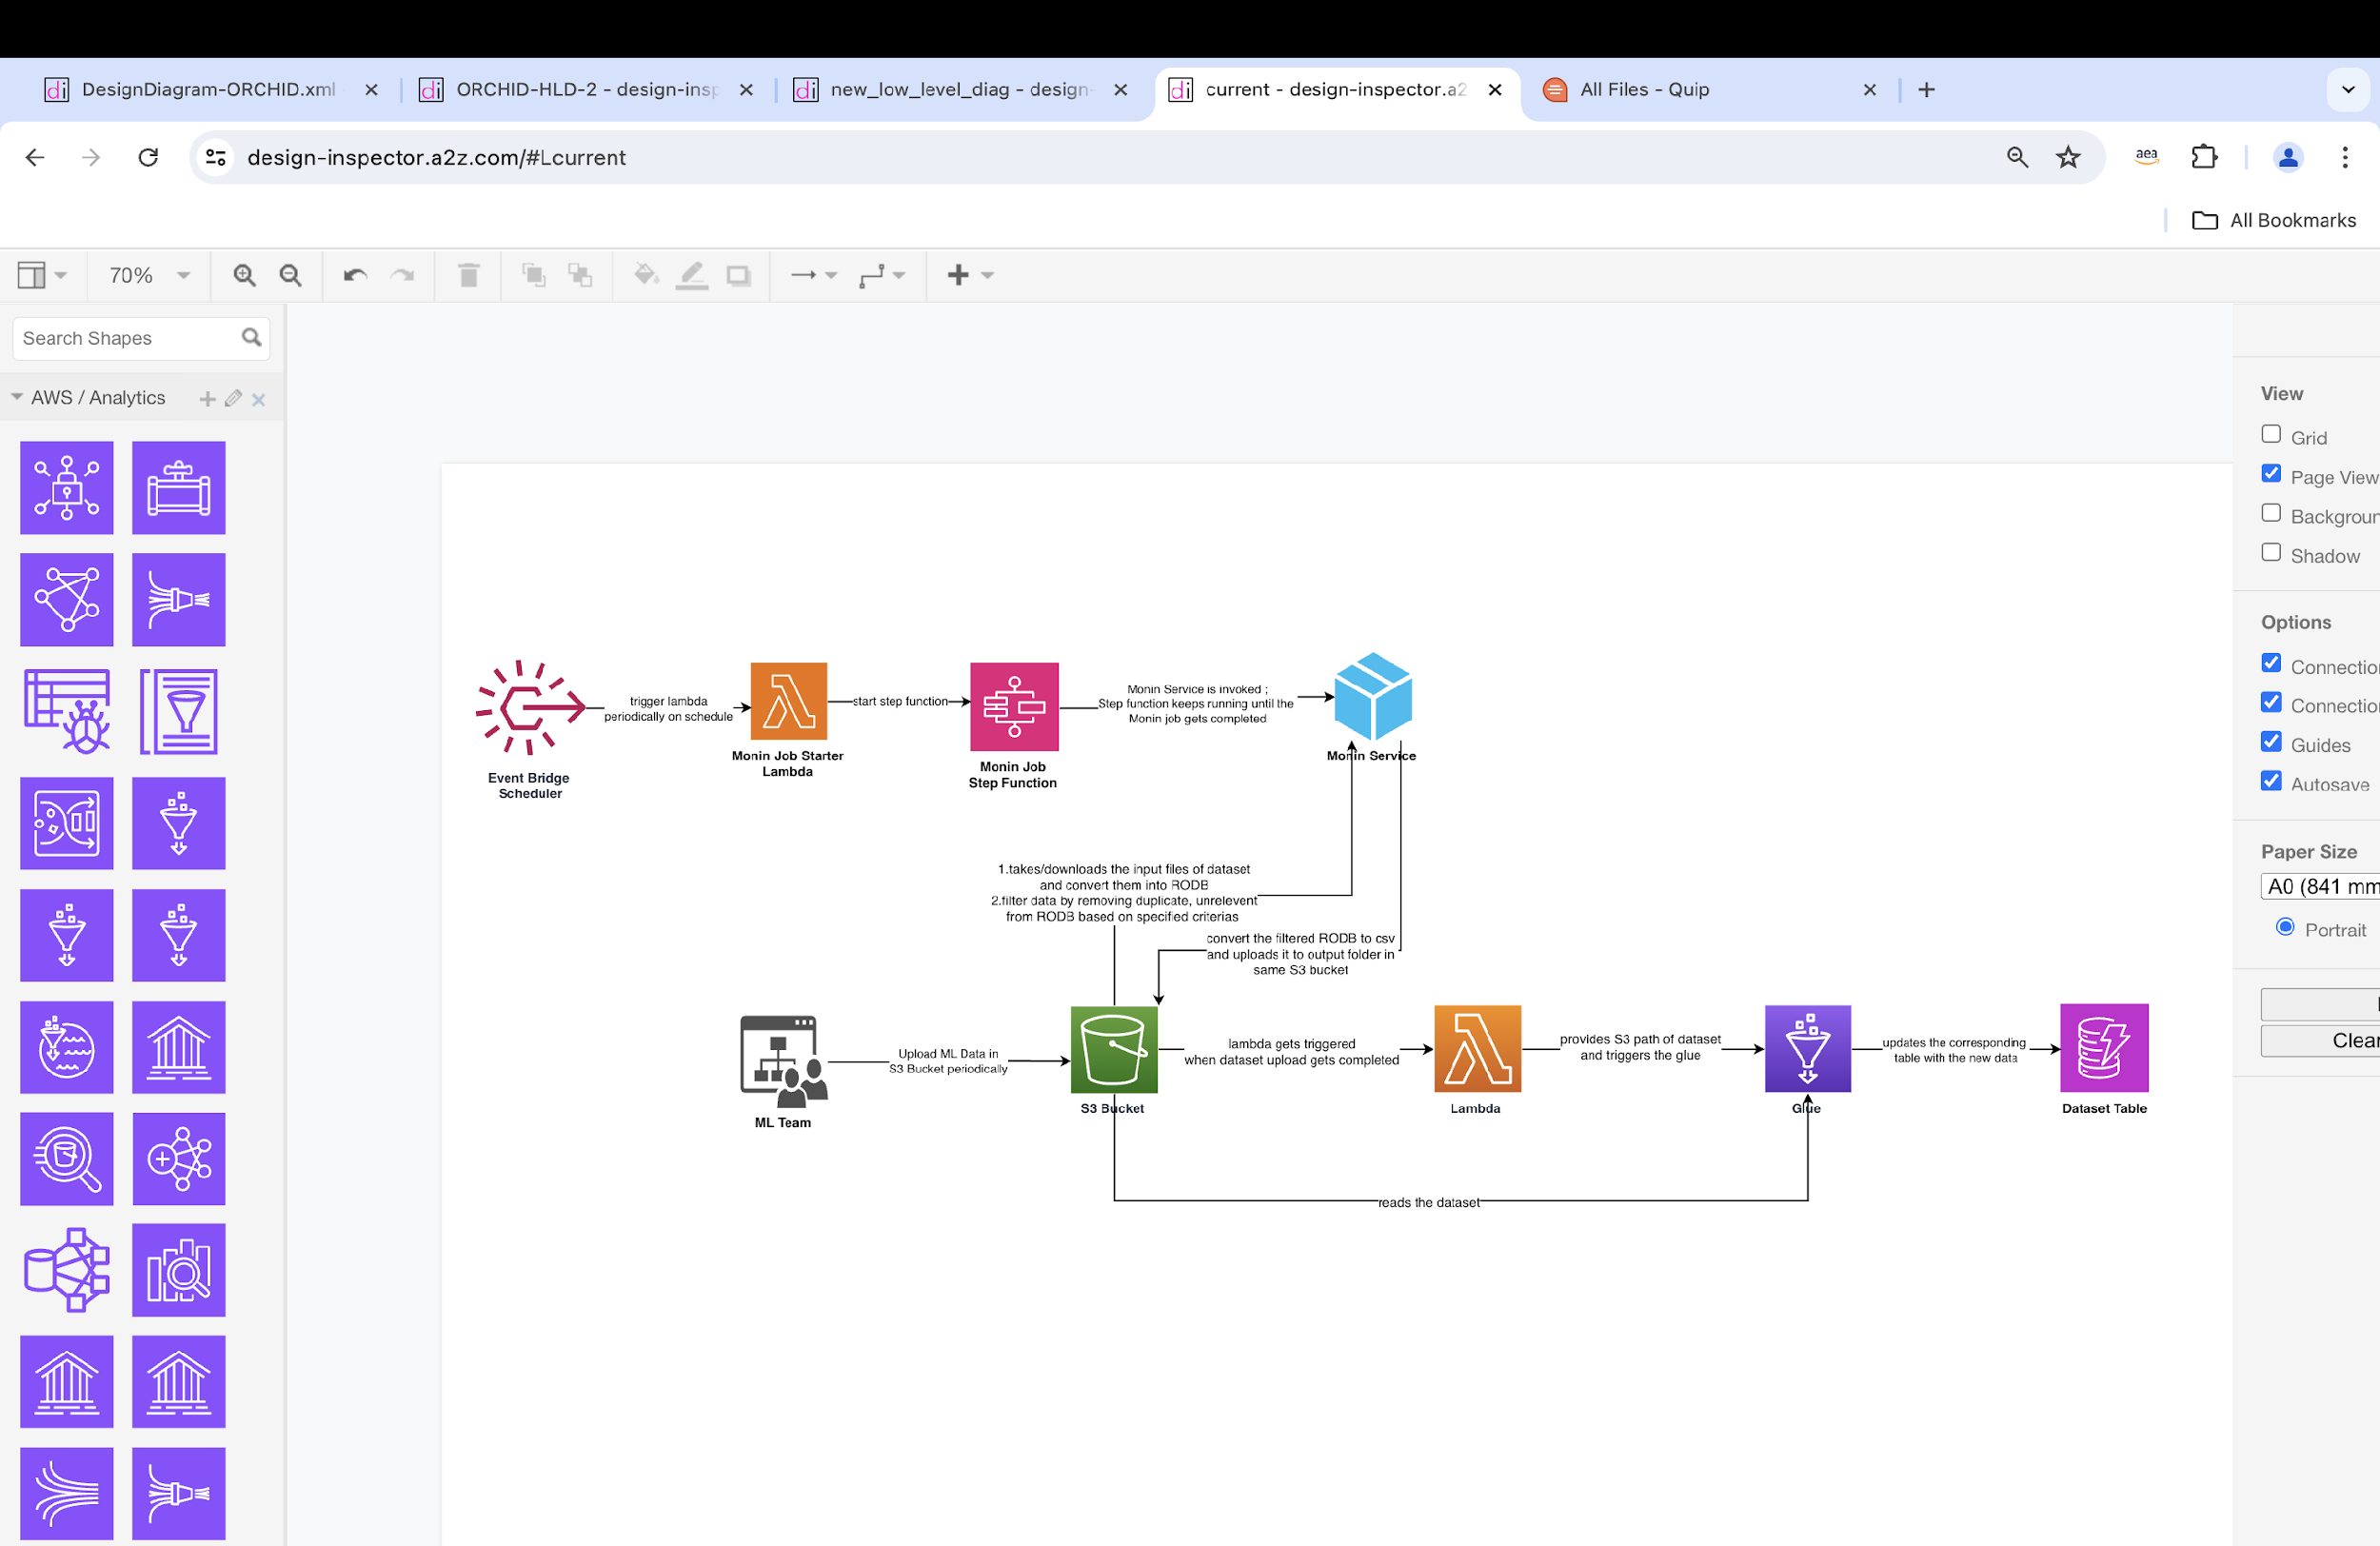 DesignDiagram-ORCHID.xml
ORCHID-HLD-2 - design-insp
new_low_level_diag - design-
current - design-inspector.a2
All Files - Quip
design-inspector.a2z.com/#Lcurrent
aea
All Bookmarks
70%
Search Shapes
AWS / Analytics
trigger lambda
periodically on schedule
start step function
Monin Service is invoked ;
Step function keeps running until the
Monin job gets completed
Event Bridge
Scheduler
Monin Job Starter
Lambda
Monin Job
Step Function
Monin Service
1.takes/downloads the input files of dataset
and convert them into RODB
2.filter data by removing duplicate, unrelevent
from RODB based on specified criterias
convert the filtered RODB to csv
and uploads it to output folder in
same S3 bucket
Upload ML Data in
S3 Bucket periodically
lambda gets triggered
when dataset upload gets completed
provides S3 path of dataset
and triggers the glue
updates the corresponding
table with the new data
ML Team
S3 Bucket
Lambda
Glue
Dataset Table
reads the dataset
View
Grid
Page View
Backgroun
Shadow
Options
Connectio
Connectio
Guides
Autosave
Paper Size
A0 (841 mm
Portrait
Clear